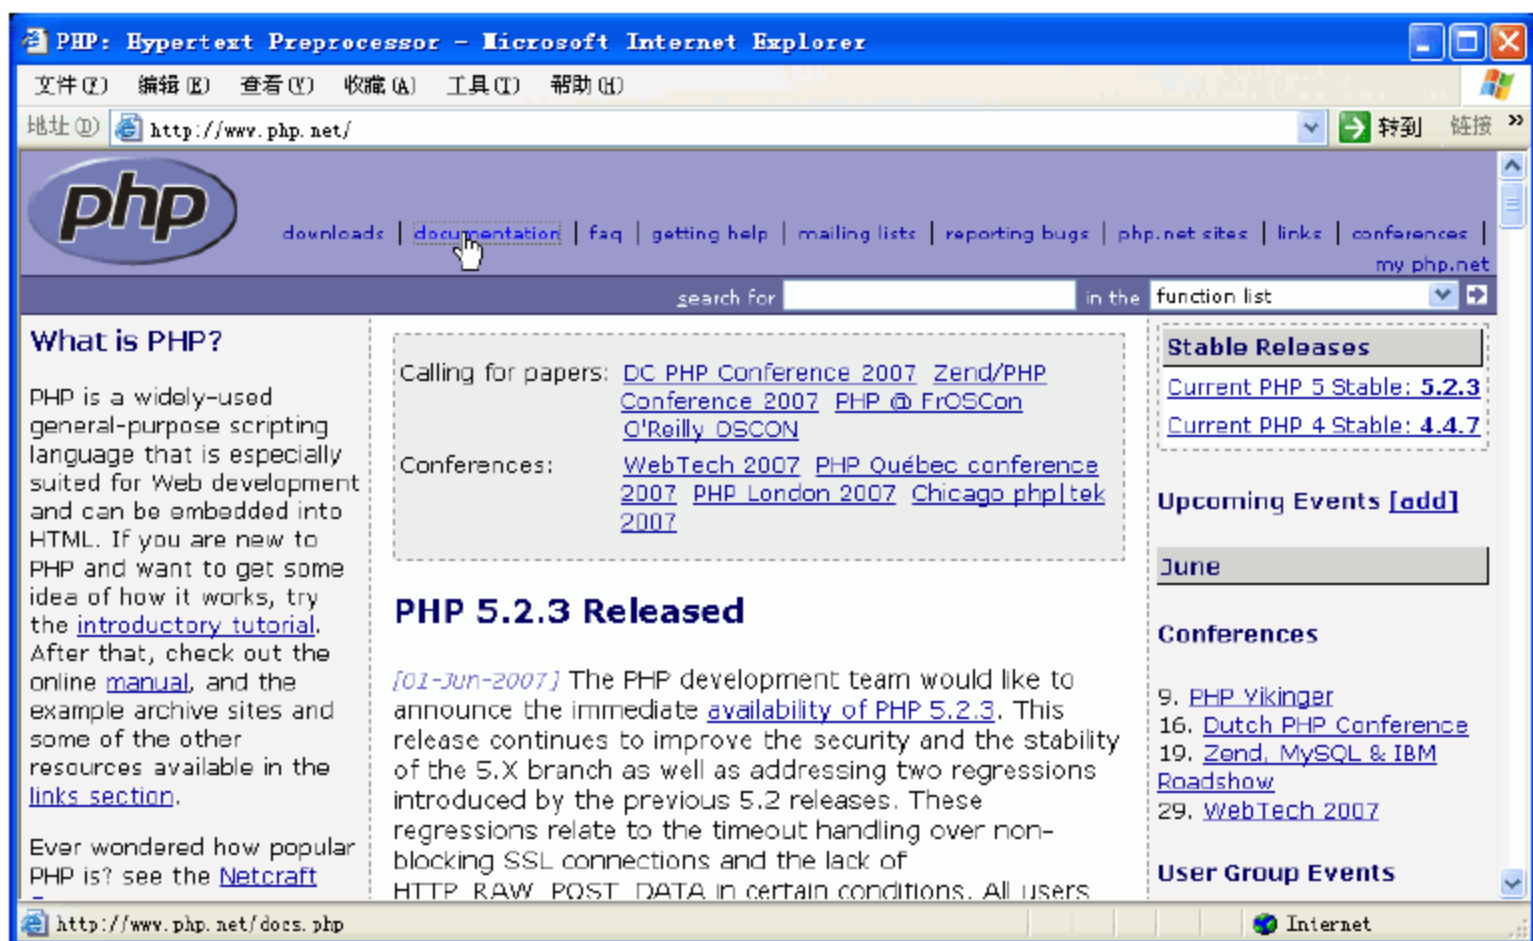 PHP: Hypertext Preprocessor - Microsoft Internet Explorer
文件(F) 编辑(E) 查看(V) 收藏(A) 工具(T) 帮助(H)
地址(D) http://www.php.net/ 转到 链接 »
php
downloads | documentation | faq | getting help | mailing lists | reporting bugs | php.net sites | links | conferences |
my php.net
search for in the function list
What is PHP?
PHP is a widely-used
general-purpose scripting
language that is especially
suited for Web development
and can be embedded into
HTML. If you are new to
PHP and want to get some
idea of how it works, try
the introductory tutorial.
After that, check out the
online manual, and the
example archive sites and
some of the other
resources available in the
links section.
Ever wondered how popular
PHP is? see the Netcraft
Calling for papers: DC PHP Conference 2007 Zend/PHP
Conference 2007 PHP @ FrOSCon
O'Reilly OSCON
Conferences: WebTech 2007 PHP Québec conference
2007 PHP London 2007 Chicago php|tek
2007
PHP 5.2.3 Released
[01-Jun-2007] The PHP development team would like to
announce the immediate availability of PHP 5.2.3. This
release continues to improve the security and the stability
of the 5.X branch as well as addressing two regressions
introduced by the previous 5.2 releases. These
regressions relate to the timeout handling over non-
blocking SSL connections and the lack of
HTTP_RAW_POST_DATA in certain conditions. All users
Stable Releases
Current PHP 5 Stable: 5.2.3
Current PHP 4 Stable: 4.4.7
Upcoming Events [add]
June
Conferences
9. PHP Vikinger
16. Dutch PHP Conference
19. Zend, MySQL & IBM
Roadshow
29. WebTech 2007
User Group Events
http://www.php.net/docs.php Internet